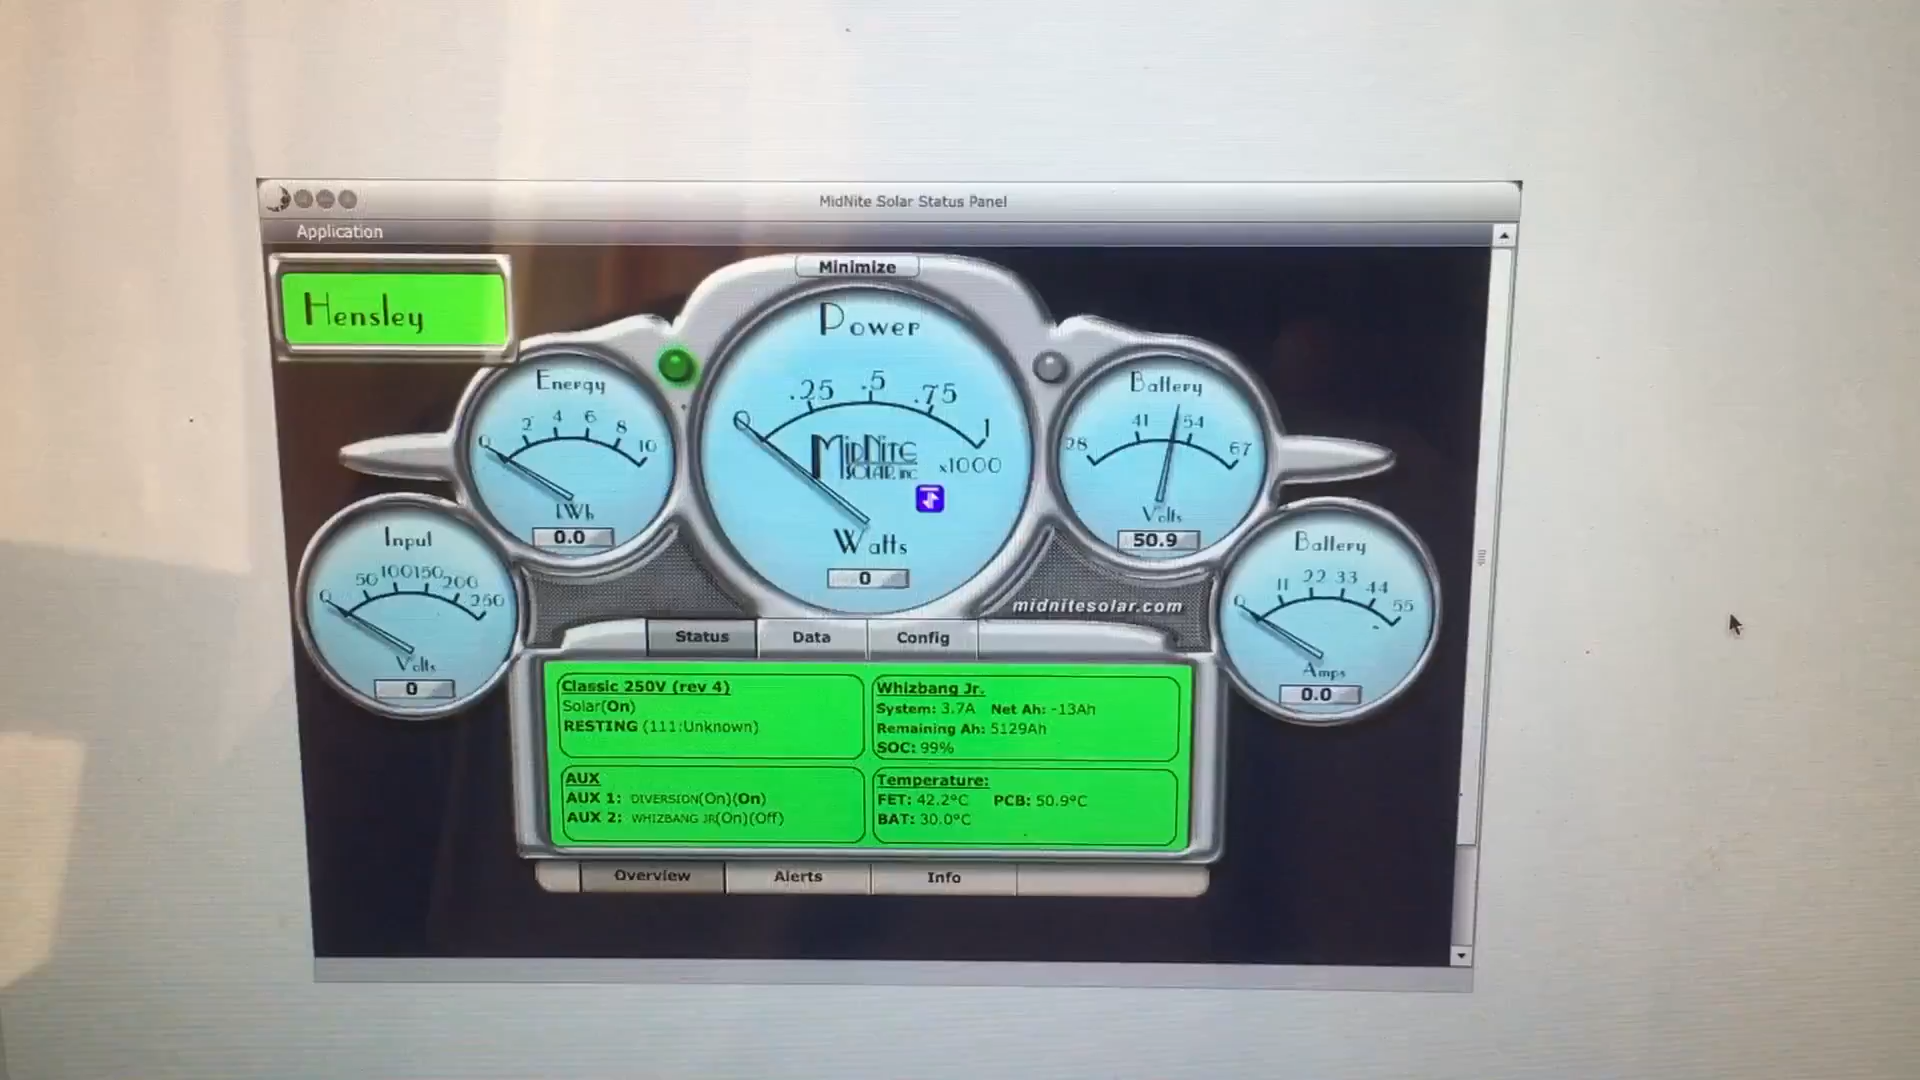 MidNite Solar Status Panel
Application
Hensley
Minimize
Power
0 .25 .5 .75 1
x1000
MidNite
SOLAR INC
Watts
0
Energy
0 2 4 6 8 10
kWh
0.0
Battery
28 41 54 67
Volts
50.9
Input
0 50 100 150 200 250
Volts
0
Battery
0 11 22 33 44 55
Amps
0.0
midnitesolar.com
Status Data Config
Classic 250V (rev 4)
Solar(On)
RESTING (111:Unknown)
Whizbang Jr.
System: 3.7A Net Ah: -13Ah
Remaining Ah: 5129Ah
SOC: 99%
AUX
AUX 1: DIVERSION(On)(On)
AUX 2: WHIZBANG JR(On)(Off)
Temperature:
FET: 42.2°C PCB: 50.9°C
BAT: 30.0°C
Overview Alerts Info